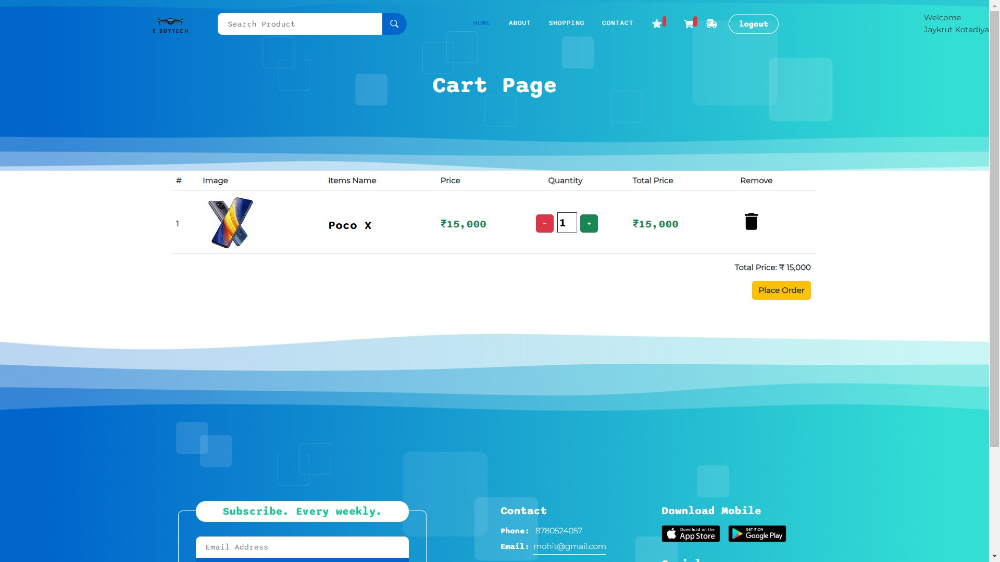 E BUYTECH
Search Product
HOME
ABOUT
SHOPPING
CONTACT
logout
Welcome
Jaykrut Kotadiya
Cart Page
# Image Items Name Price Quantity Total Price Remove
1 Poco X ₹15,000 - 1 + ₹15,000
Total Price: ₹ 15,000
Place Order
Subscribe. Every weekly.
Email Address
Contact
Phone: 8780524057
Email: mohit@gmail.com
Download Mobile
Download on the
App Store
GET IT ON
Google Play